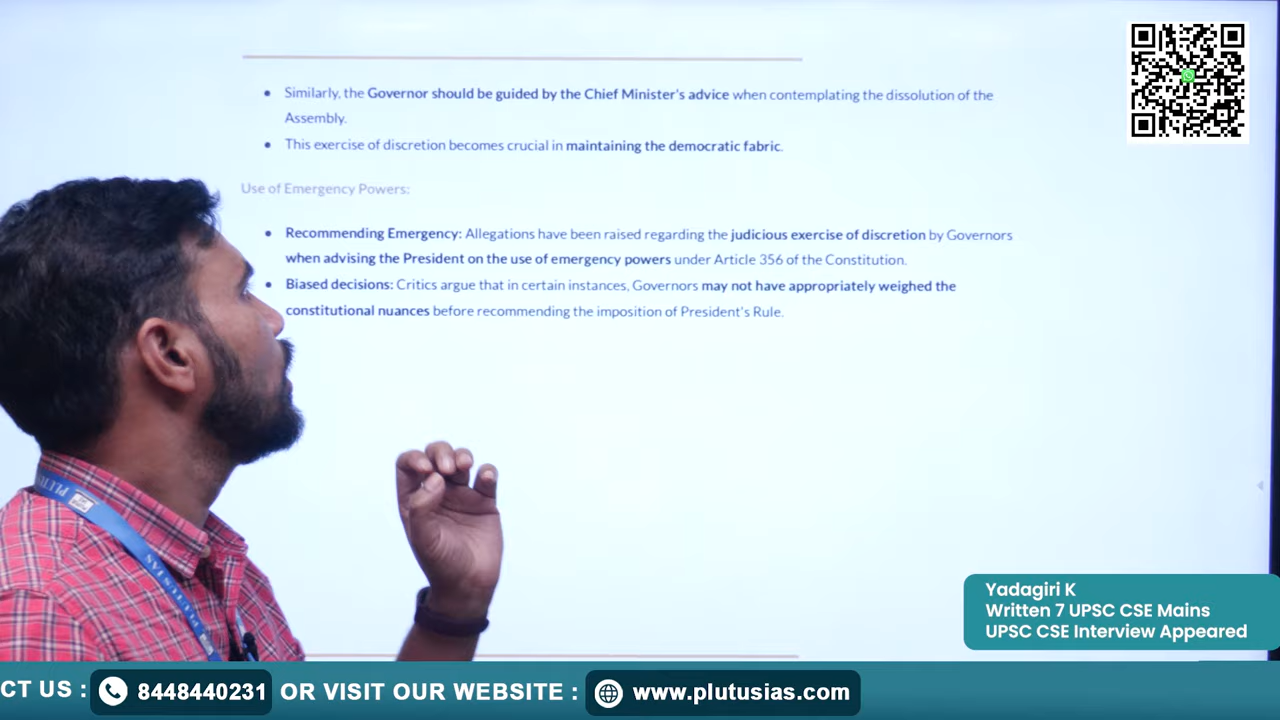 Similarly, the Governor should be guided by the Chief Minister's advice when contemplating the dissolution of the
Assembly.
This exercise of discretion becomes crucial in maintaining the democratic fabric.
Use of Emergency Powers:
Recommending Emergency: Allegations have been raised regarding the judicious exercise of discretion by Governors
when advising the President on the use of emergency powers under Article 356 of the Constitution.
Biased decisions: Critics argue that in certain instances, Governors may not have appropriately weighed the
constitutional nuances before recommending the imposition of President's Rule.
PLUTUS IAS
Yadagiri K
Written 7 UPSC CSE Mains
UPSC CSE Interview Appeared
CT US : 8448440231 OR VISIT OUR WEBSITE : www.plutusias.com